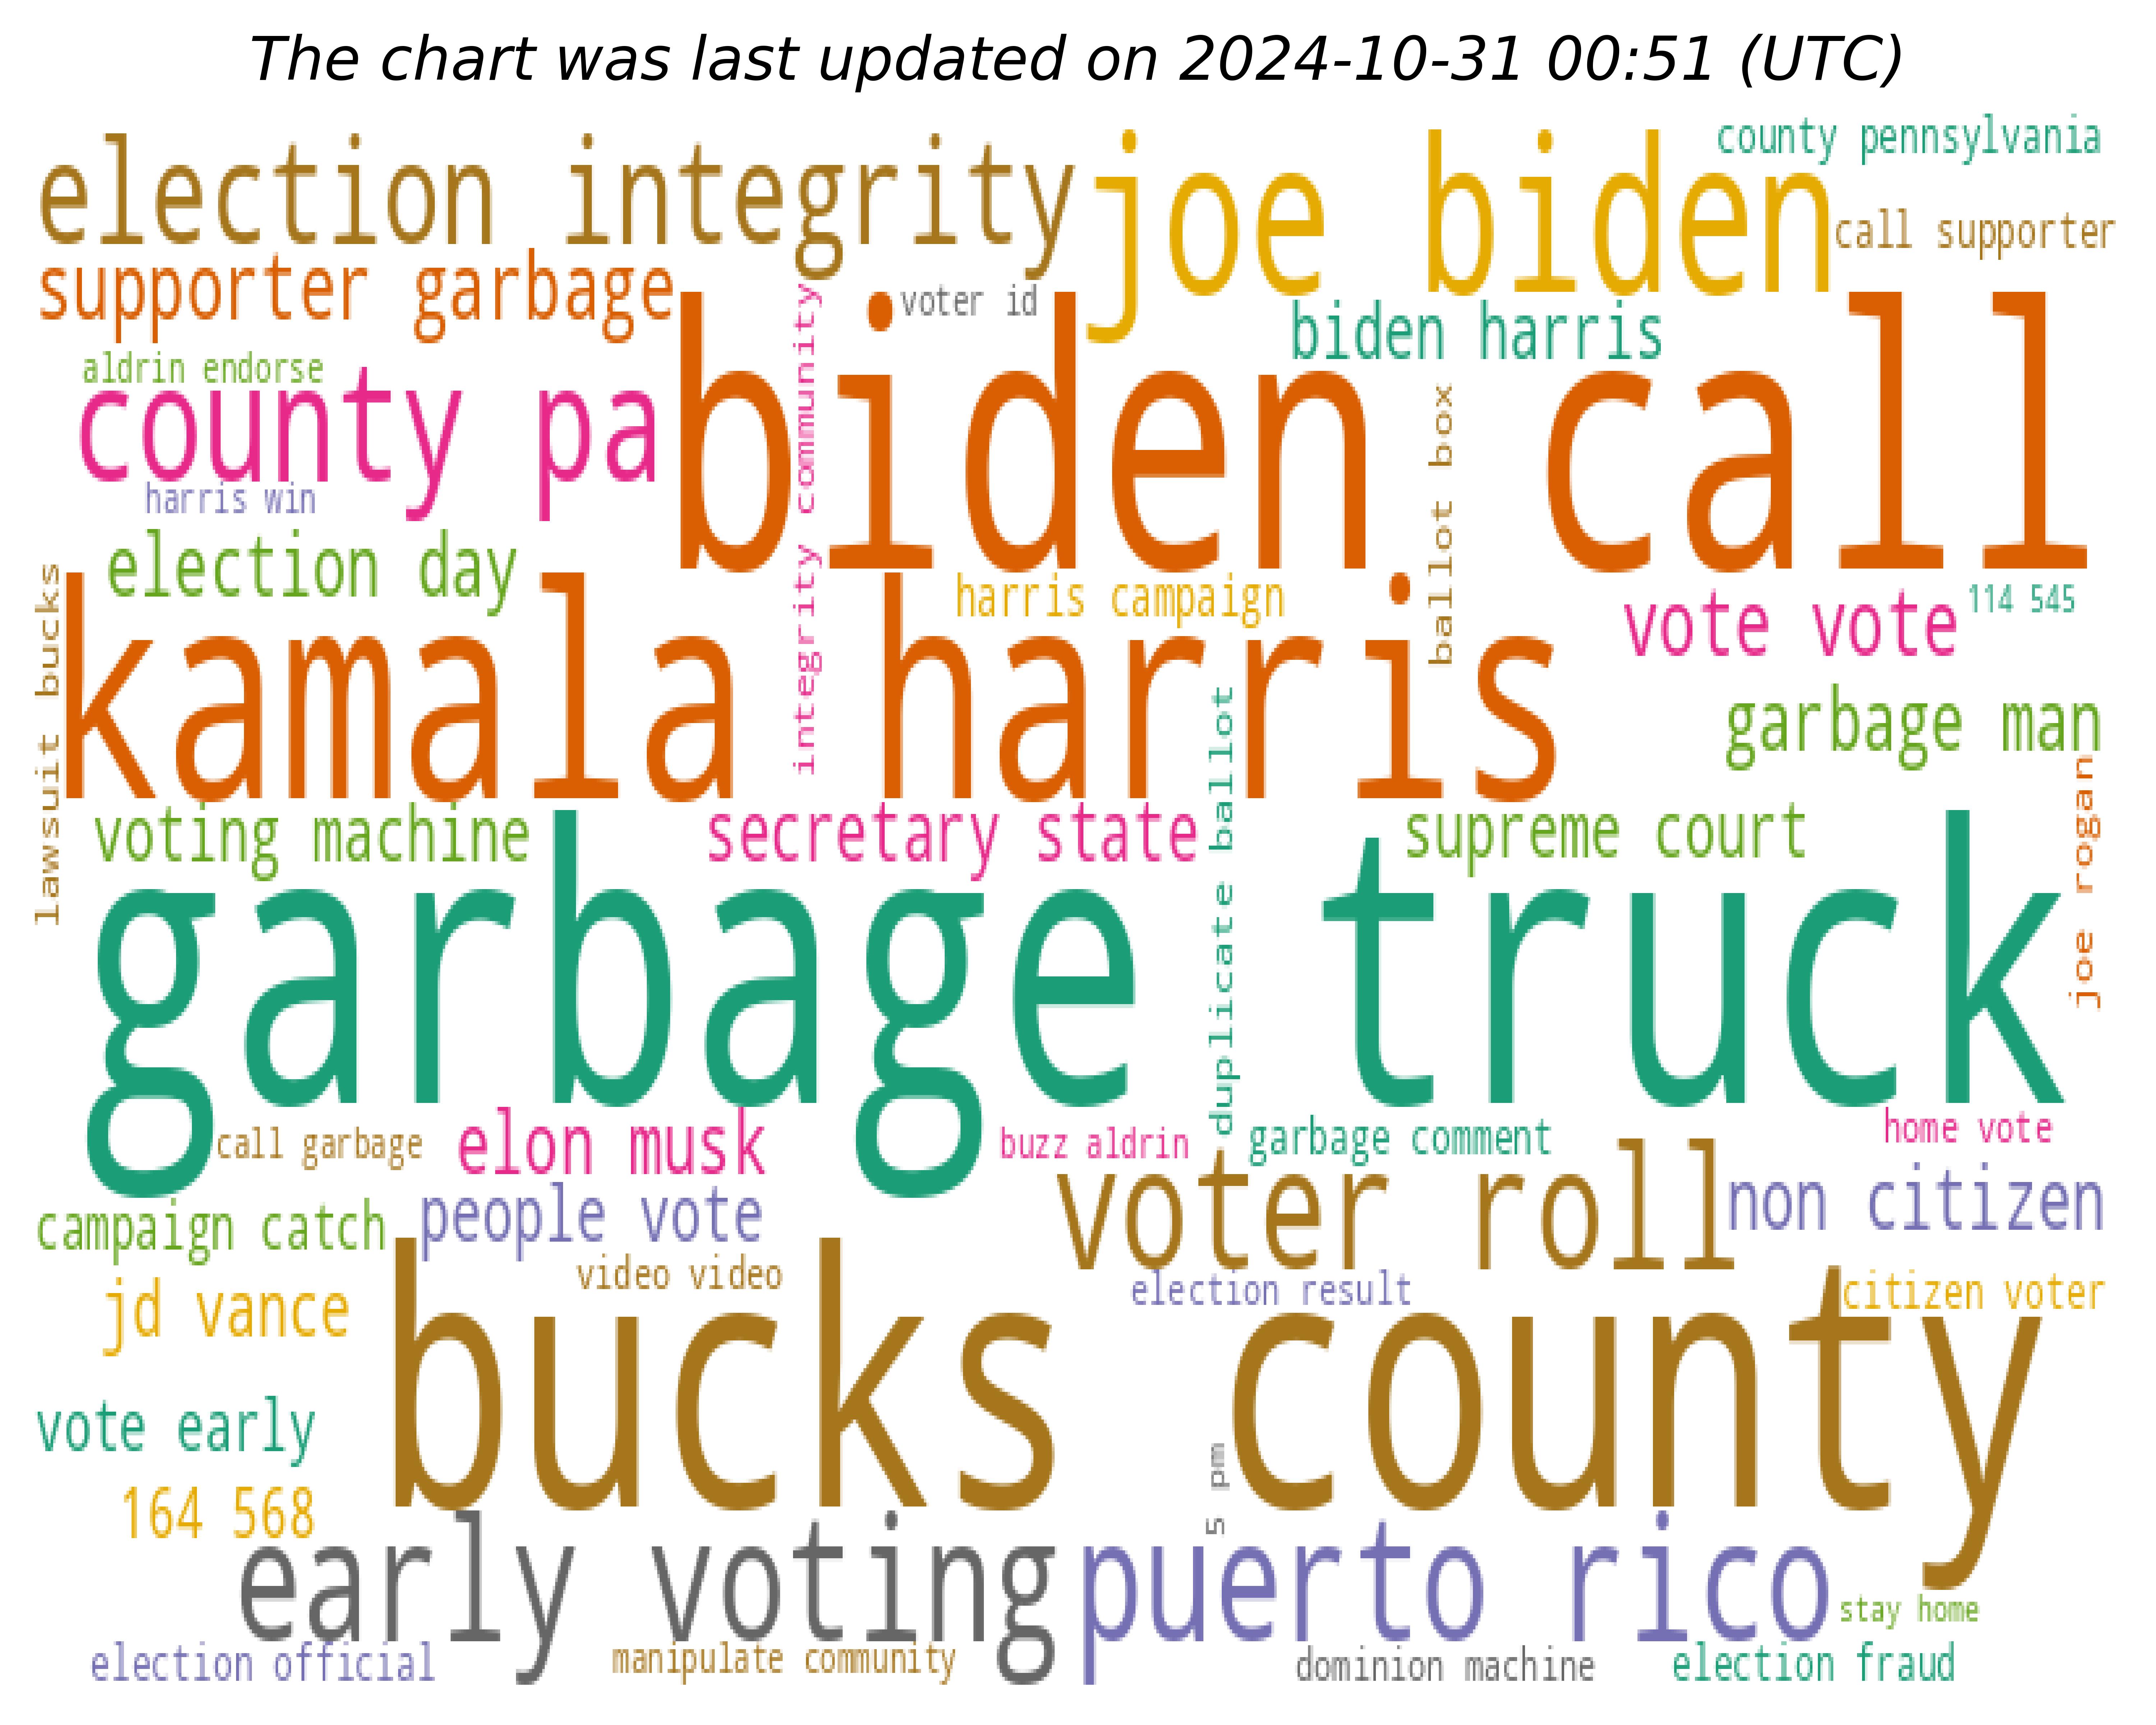 The chart was last updated on 2024-10-31 00:51 (UTC)
county pennsylvania
election integrity
joe biden
call supporter
supporter garbage
voter id
biden harris
aldrin endorse
county pa
biden call
integrity community
ballot box
harris win
election day
harris campaign
vote vote
114 545
lawsuit bucks
kamala harris
garbage man
duplicate ballot
joe rogan
voting machine
secretary state
supreme court
garbage truck
call garbage
elon musk
buzz aldrin
garbage comment
home vote
campaign catch
people vote
voter roll
non citizen
video video
election result
citizen voter
jd vance
bucks county
vote early
5 pm
164 568
early voting
puerto rico
stay home
election official
manipulate community
dominion machine
election fraud